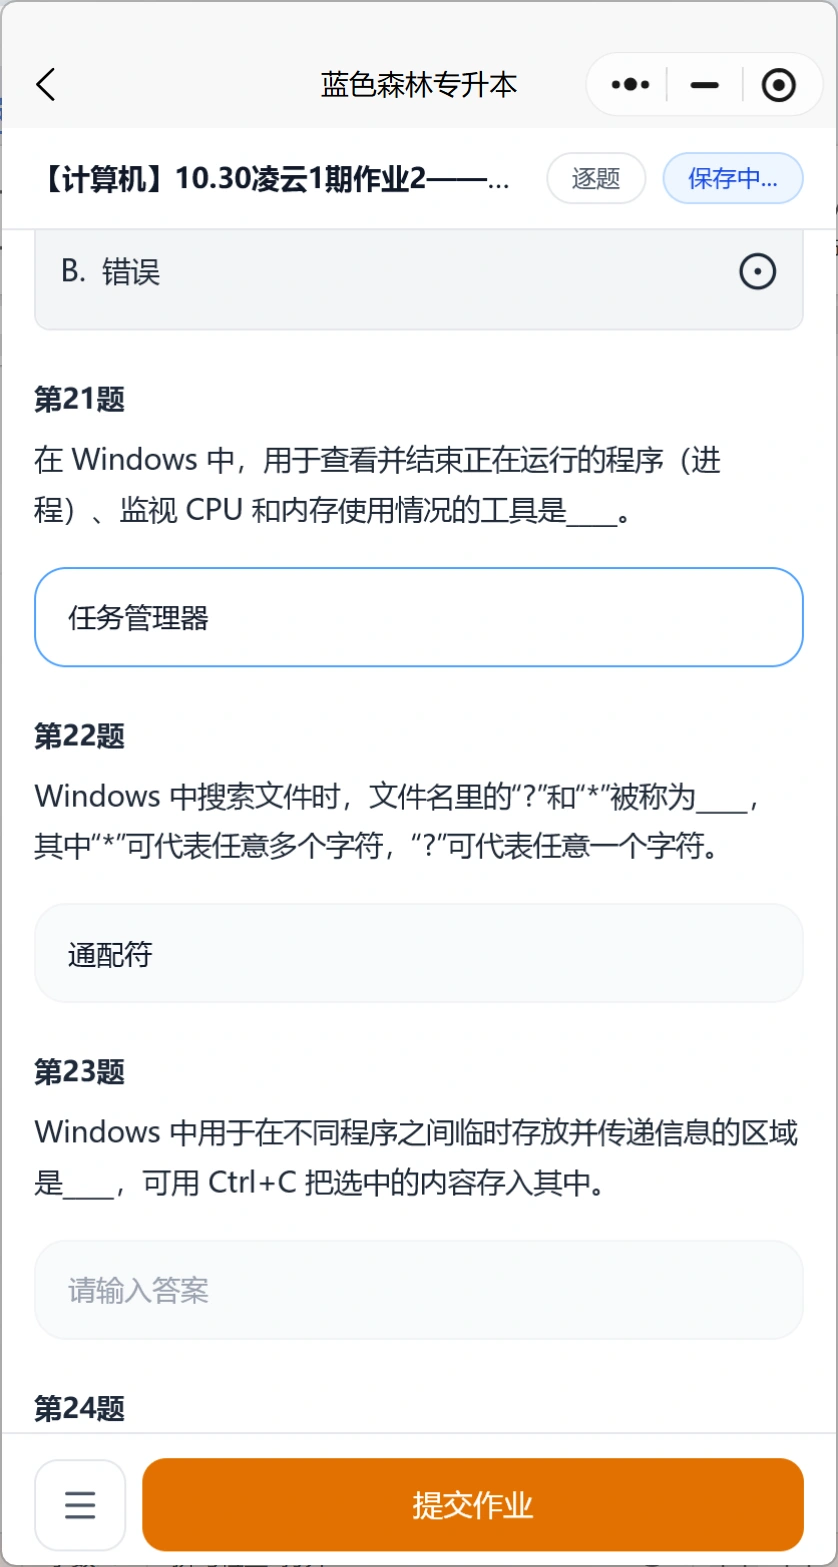 蓝色森林专升本
【计算机】10.30凌云1期作业2——...
逐题
保存中...
B. 错误
第21题
在 Windows 中，用于查看并结束正在运行的程序（进
程）、监视 CPU 和内存使用情况的工具是____。
任务管理器
第22题
Windows 中搜索文件时，文件名里的“?”和“*”被称为____，
其中“*”可代表任意多个字符，“?”可代表任意一个字符。
通配符
第23题
Windows 中用于在不同程序之间临时存放并传递信息的区域
是____，可用 Ctrl+C 把选中的内容存入其中。
请输入答案
第24题
提交作业